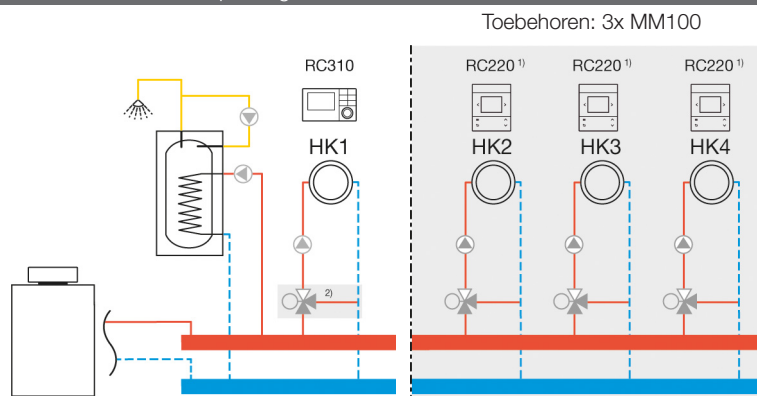 Toebehoren: 3x MM100
RC310
RC220 1)
RC220 1)
RC220 1)
HK1
HK2
HK3
HK4
2)